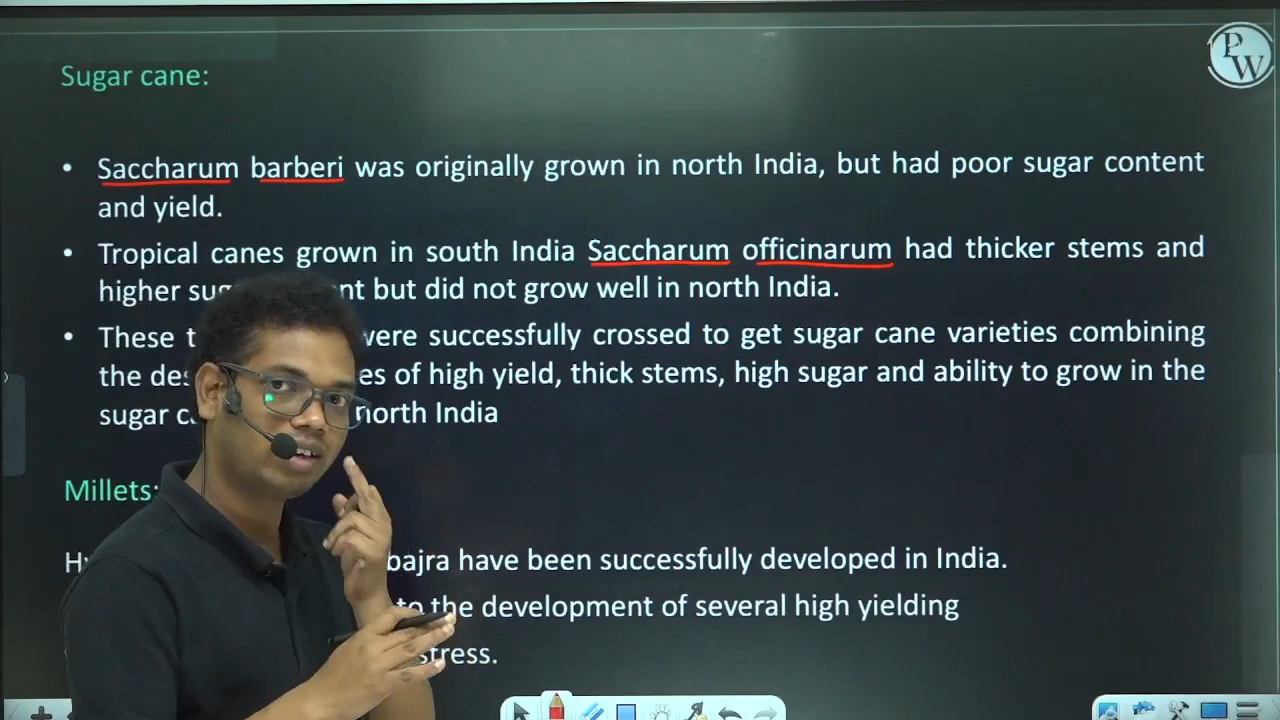 PW
Sugar cane:
• Saccharum barberi was originally grown in north India, but had poor sugar content
and yield.
• Tropical canes grown in south India Saccharum officinarum had thicker stems and
higher but did not grow well in north India.
• These were successfully crossed to get sugar cane varieties combining
the of high yield, thick stems, high sugar and ability to grow in the
sugar north India
Millets:
bajra have been successfully developed in India.
to the development of several high yielding
stress.